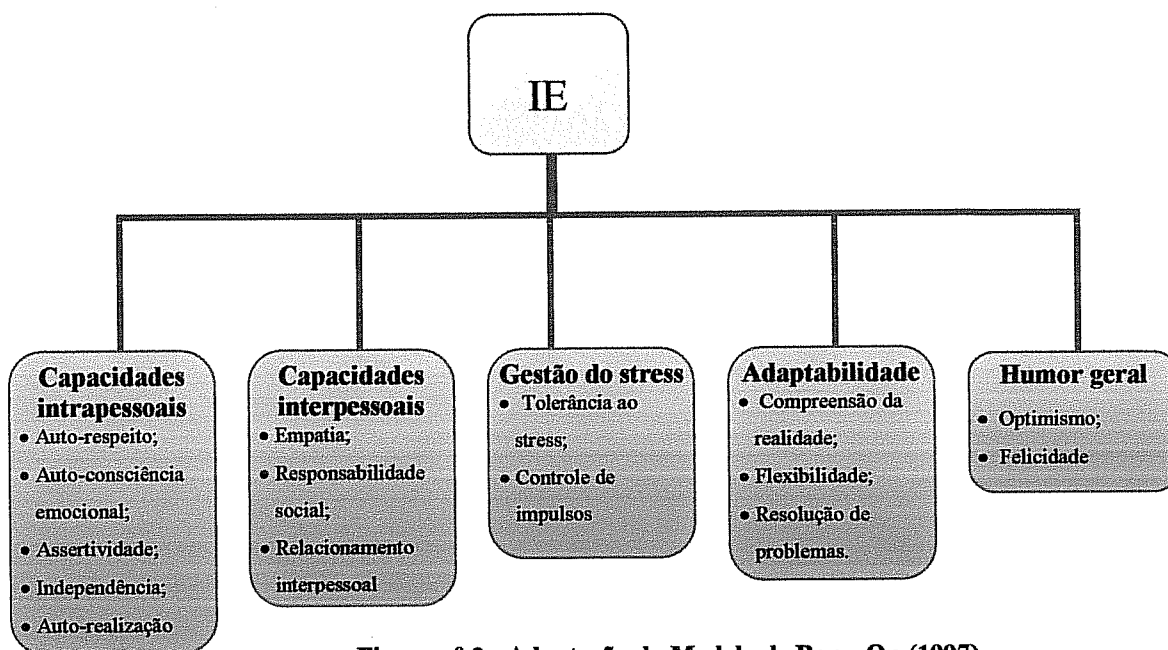 IE
Capacidades
intrapessoais
• Auto-respeito;
• Auto-consciência
emocional;
• Assertividade;
• Independência;
• Auto-realização
Capacidades
interpessoais
• Empatia;
• Responsabilidade
social;
• Relacionamento
interpessoal
Gestão do stress
• Tolerância ao
stress;
• Controle de
impulsos
Adaptabilidade
• Compreensão da
realidade;
• Flexibilidade;
• Resolução de
problemas.
Humor geral
• Optimismo;
• Felicidade